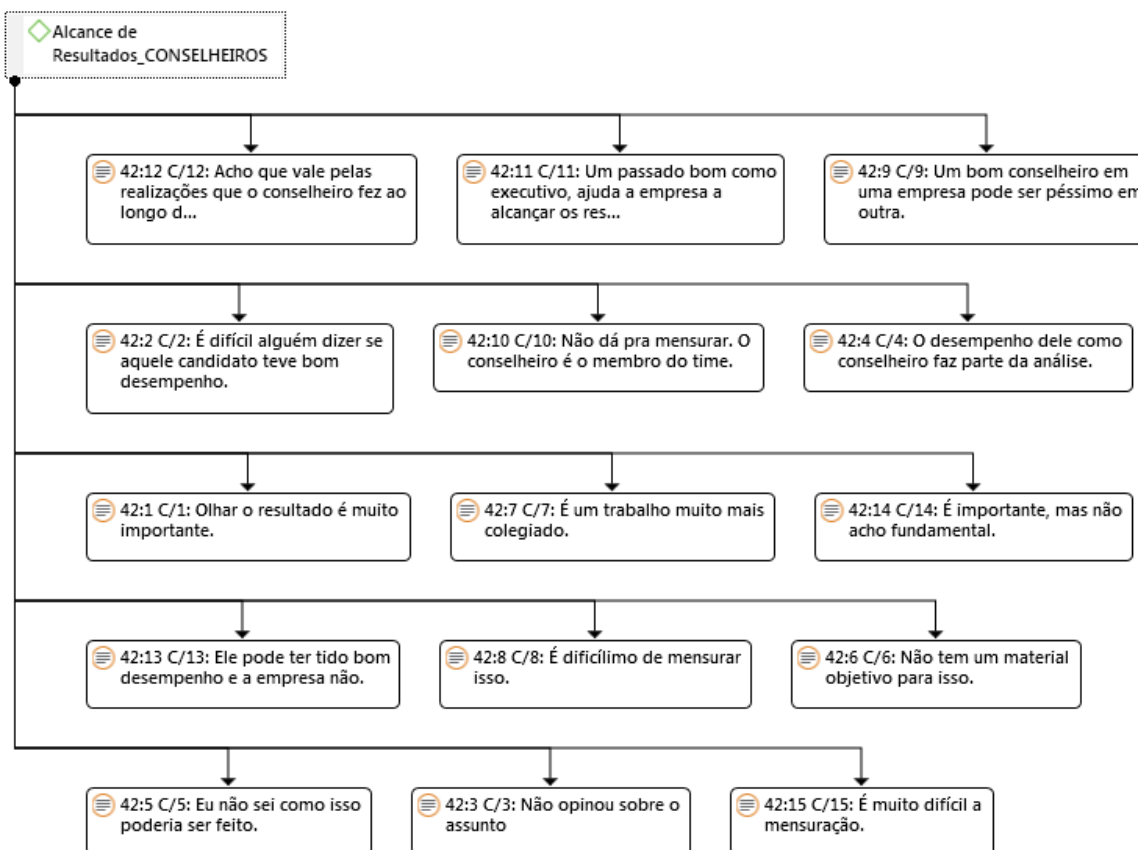 Alcance de
Resultados_CONSELHEIROS
42:12 C/12: Acho que vale pelas
realizações que o conselheiro fez ao
longo d...
42:11 C/11: Um passado bom como
executivo, ajuda a empresa a
alcançar os res...
42:9 C/9: Um bom conselheiro em
uma empresa pode ser péssimo em
outra.
42:2 C/2: É difícil alguém dizer se
aquele candidato teve bom
desempenho.
42:10 C/10: Não dá pra mensurar. O
conselheiro é o membro do time.
42:4 C/4: O desempenho dele como
conselheiro faz parte da análise.
42:1 C/1: Olhar o resultado é muito
importante.
42:7 C/7: É um trabalho muito mais
colegiado.
42:14 C/14: É importante, mas não
acho fundamental.
42:13 C/13: Ele pode ter tido bom
desempenho e a empresa não.
42:8 C/8: É dificílimo de mensurar
isso.
42:6 C/6: Não tem um material
objetivo para isso.
42:5 C/5: Eu não sei como isso
poderia ser feito.
42:3 C/3: Não opinou sobre o
assunto
42:15 C/15: É muito difícil a
mensuração.